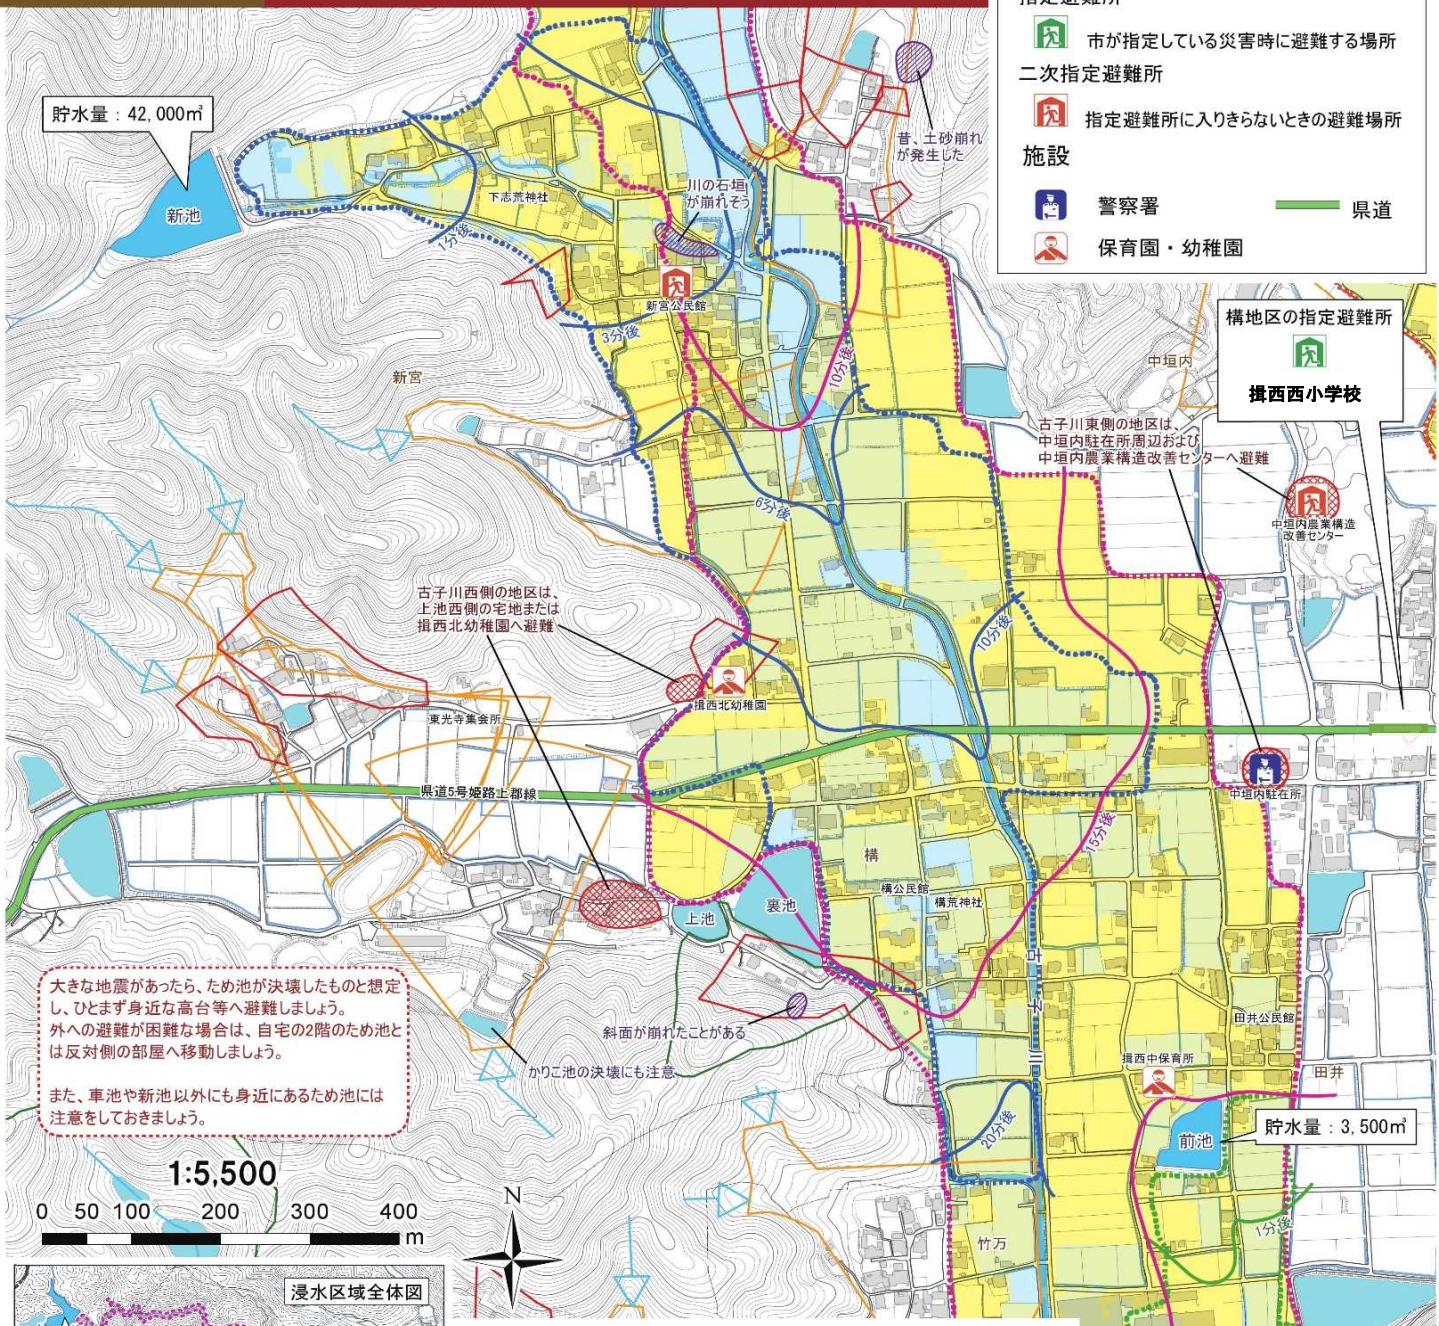 指定避難所
市が指定している災害時に避難する場所
二次指定避難所
指定避難所に入りきらないときの避難場所
施設
警察署
県道
保育園・幼稚園
貯水量：42,000㎥
新池
昔、土砂崩れ
が発生した
川の石垣
が崩れそう
下志荒神社
1分後
新宮公民館
3分後
10分後
新宮
中垣内
構地区の指定避難所
揖西西小学校
古子川東側の地区は、
中垣内駐在所周辺および
中垣内農業構造改善センターへ避難
中垣内農業構造
改善センター
6分後
古子川西側の地区は、
上池西側の宅地または
揖西北幼稚園へ避難
10分後
揖西北幼稚園
東光寺集会所
県道5号姫路上郡線
中垣内駐在所
15分後
構
構公民館
構荒神社
裏池
上池
古子川
大きな地震があったら、ため池が決壊したものと想定
し、ひとまず身近な高台等へ避難しましょう。
外への避難が困難な場合は、自宅の2階のため池と
は反対側の部屋へ移動しましょう。
また、車池や新池以外にも身近にあるため池には
注意をしておきましょう。
斜面が崩れたことがある
かりこ池の決壊にも注意
田井公民館
揖西中保育所
田井
前池
貯水量：3,500㎥
20分後
1分後
竹万
1:5,500
0 50 100 200 300 400
m
N
浸水区域全体図